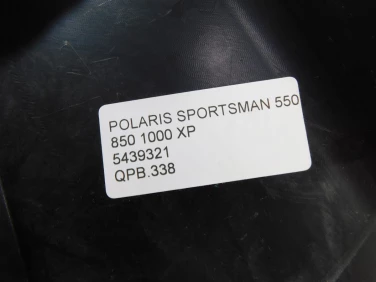 POLARIS SPORTSMAN 550
850 1000 XP
5439321
QPB.338